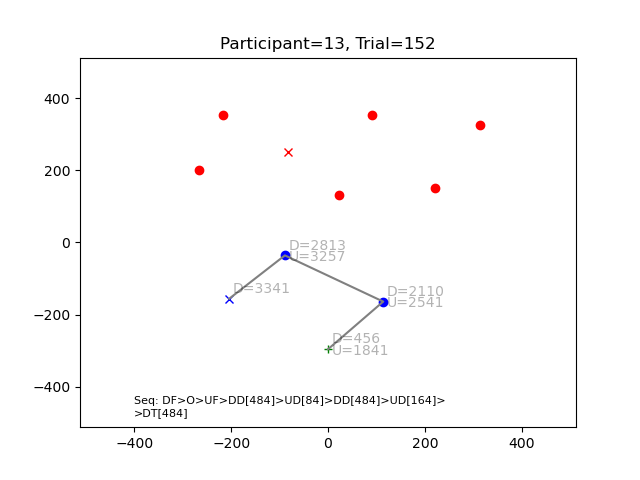 Participant=13, Trial=152
400
200
0
−200
−400
D=2813
U=3257
D=3341
D=2110
U=2541
D=456
U=1841
Seq: DF>O>UF>DD[484]>UD[84]>DD[484]>UD[164]>
>DT[484]
−400 −200 0 200 400